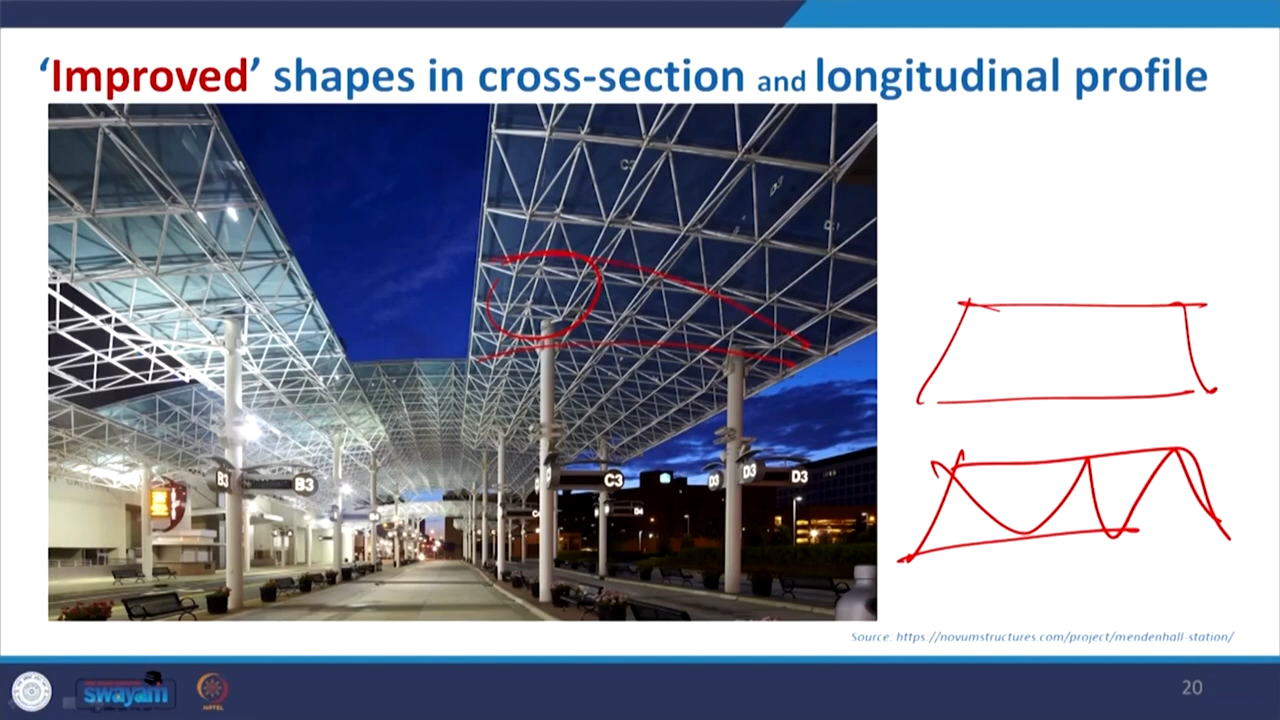 ‘Improved’ shapes in cross-section and longitudinal profile
B3
B3
C3
D3
D3
Source: https://novumstructures.com/project/mendenhall-station/
swayam
20